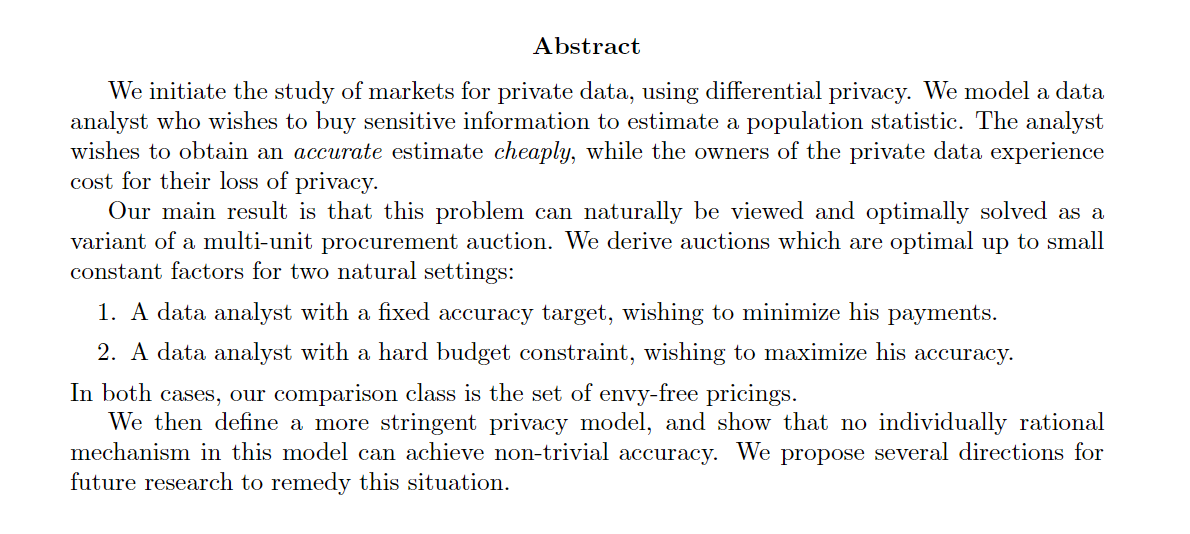 Abstract
We initiate the study of markets for private data, using differential privacy. We model a data
analyst who wishes to buy sensitive information to estimate a population statistic. The analyst
wishes to obtain an accurate estimate cheaply, while the owners of the private data experience
cost for their loss of privacy.
Our main result is that this problem can naturally be viewed and optimally solved as a
variant of a multi-unit procurement auction. We derive auctions which are optimal up to small
constant factors for two natural settings:
1. A data analyst with a fixed accuracy target, wishing to minimize his payments.
2. A data analyst with a hard budget constraint, wishing to maximize his accuracy.
In both cases, our comparison class is the set of envy-free pricings.
We then define a more stringent privacy model, and show that no individually rational
mechanism in this model can achieve non-trivial accuracy. We propose several directions for
future research to remedy this situation.